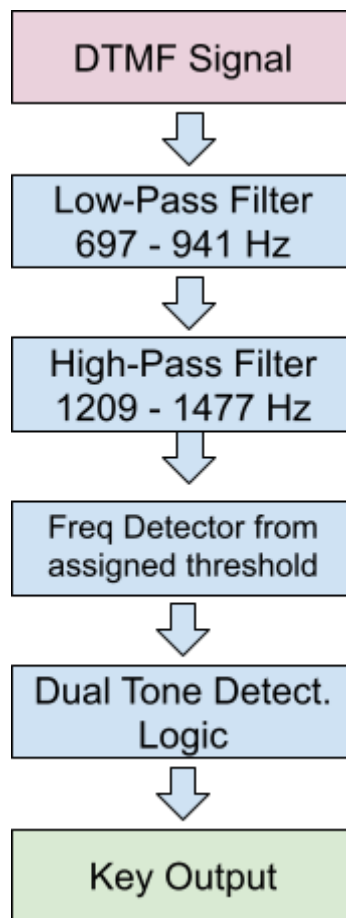 DTMF Signal
Low-Pass Filter
697 - 941 Hz
High-Pass Filter
1209 - 1477 Hz
Freq Detector from
assigned threshold
Dual Tone Detect.
Logic
Key Output